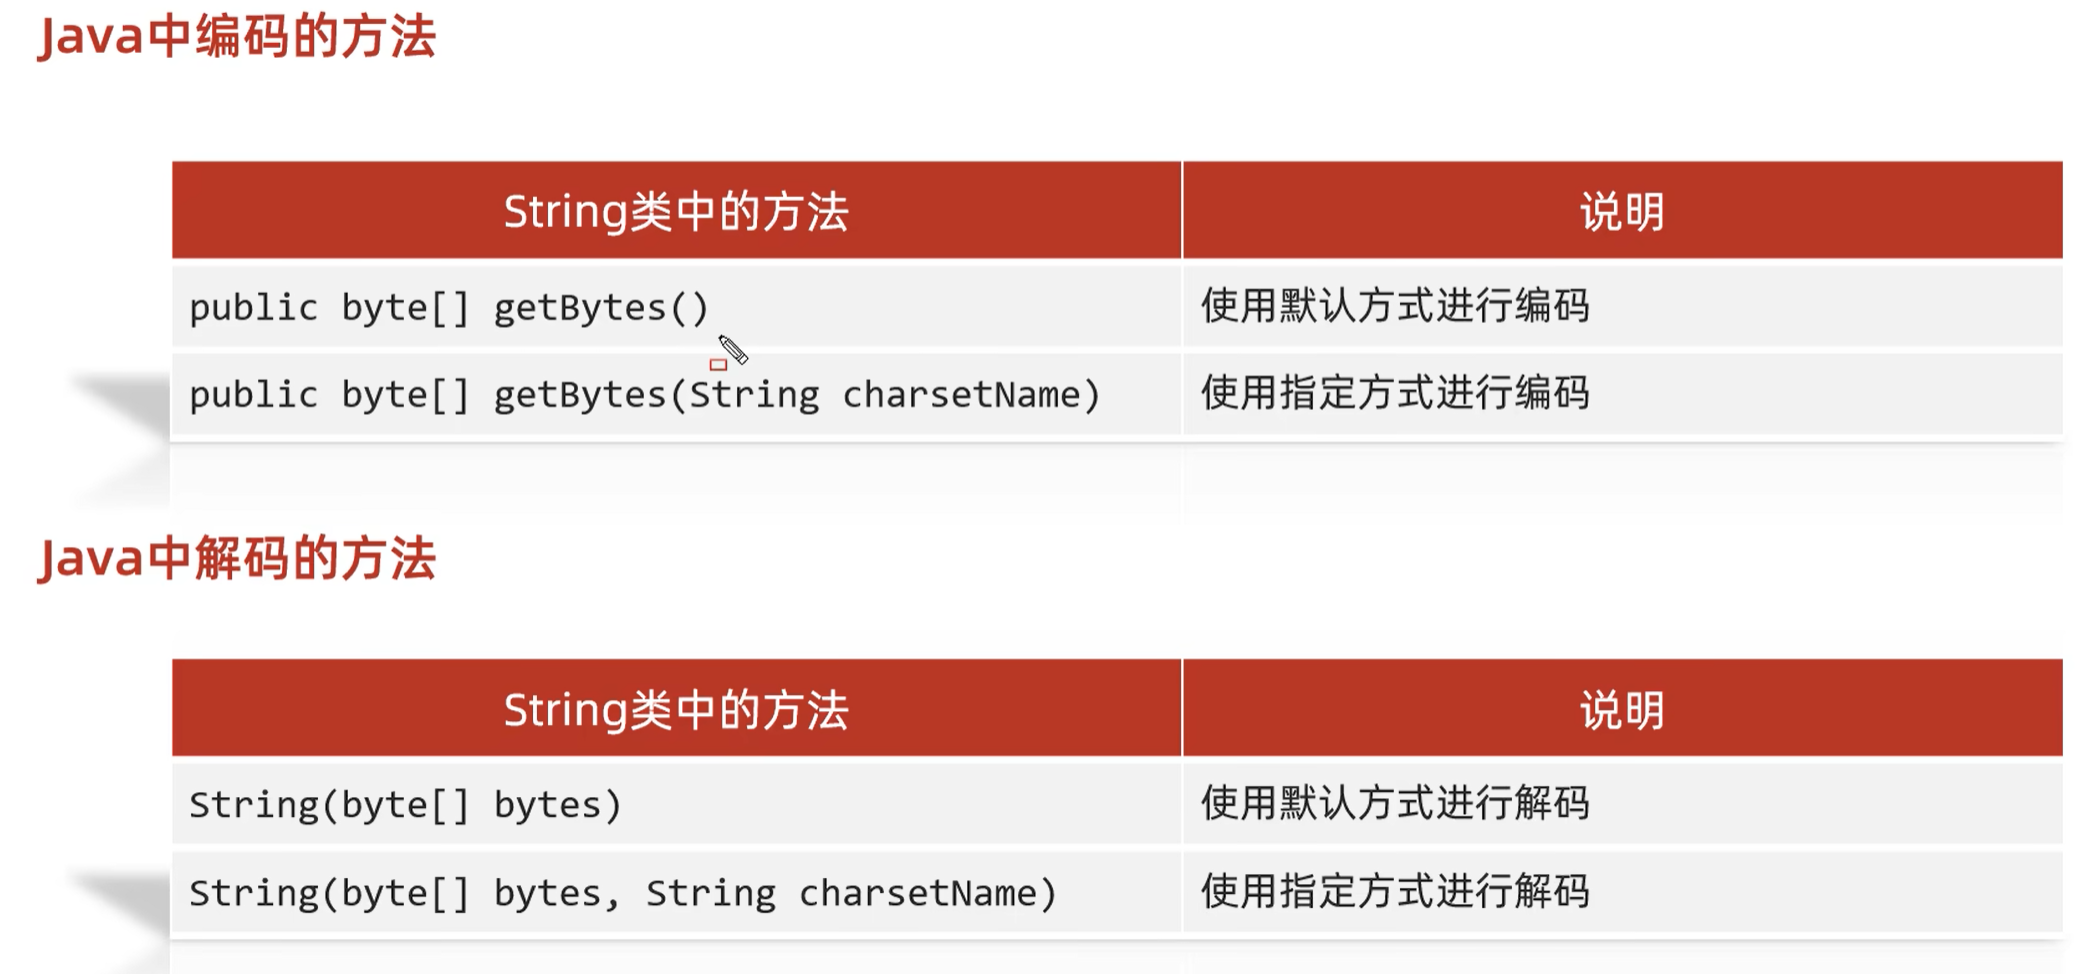 Java中编码的方法
String类中的方法 说明
public byte[] getBytes() 使用默认方式进行编码
public byte[] getBytes(String charsetName) 使用指定方式进行编码
Java中解码的方法
String类中的方法 说明
String(byte[] bytes) 使用默认方式进行解码
String(byte[] bytes, String charsetName) 使用指定方式进行解码